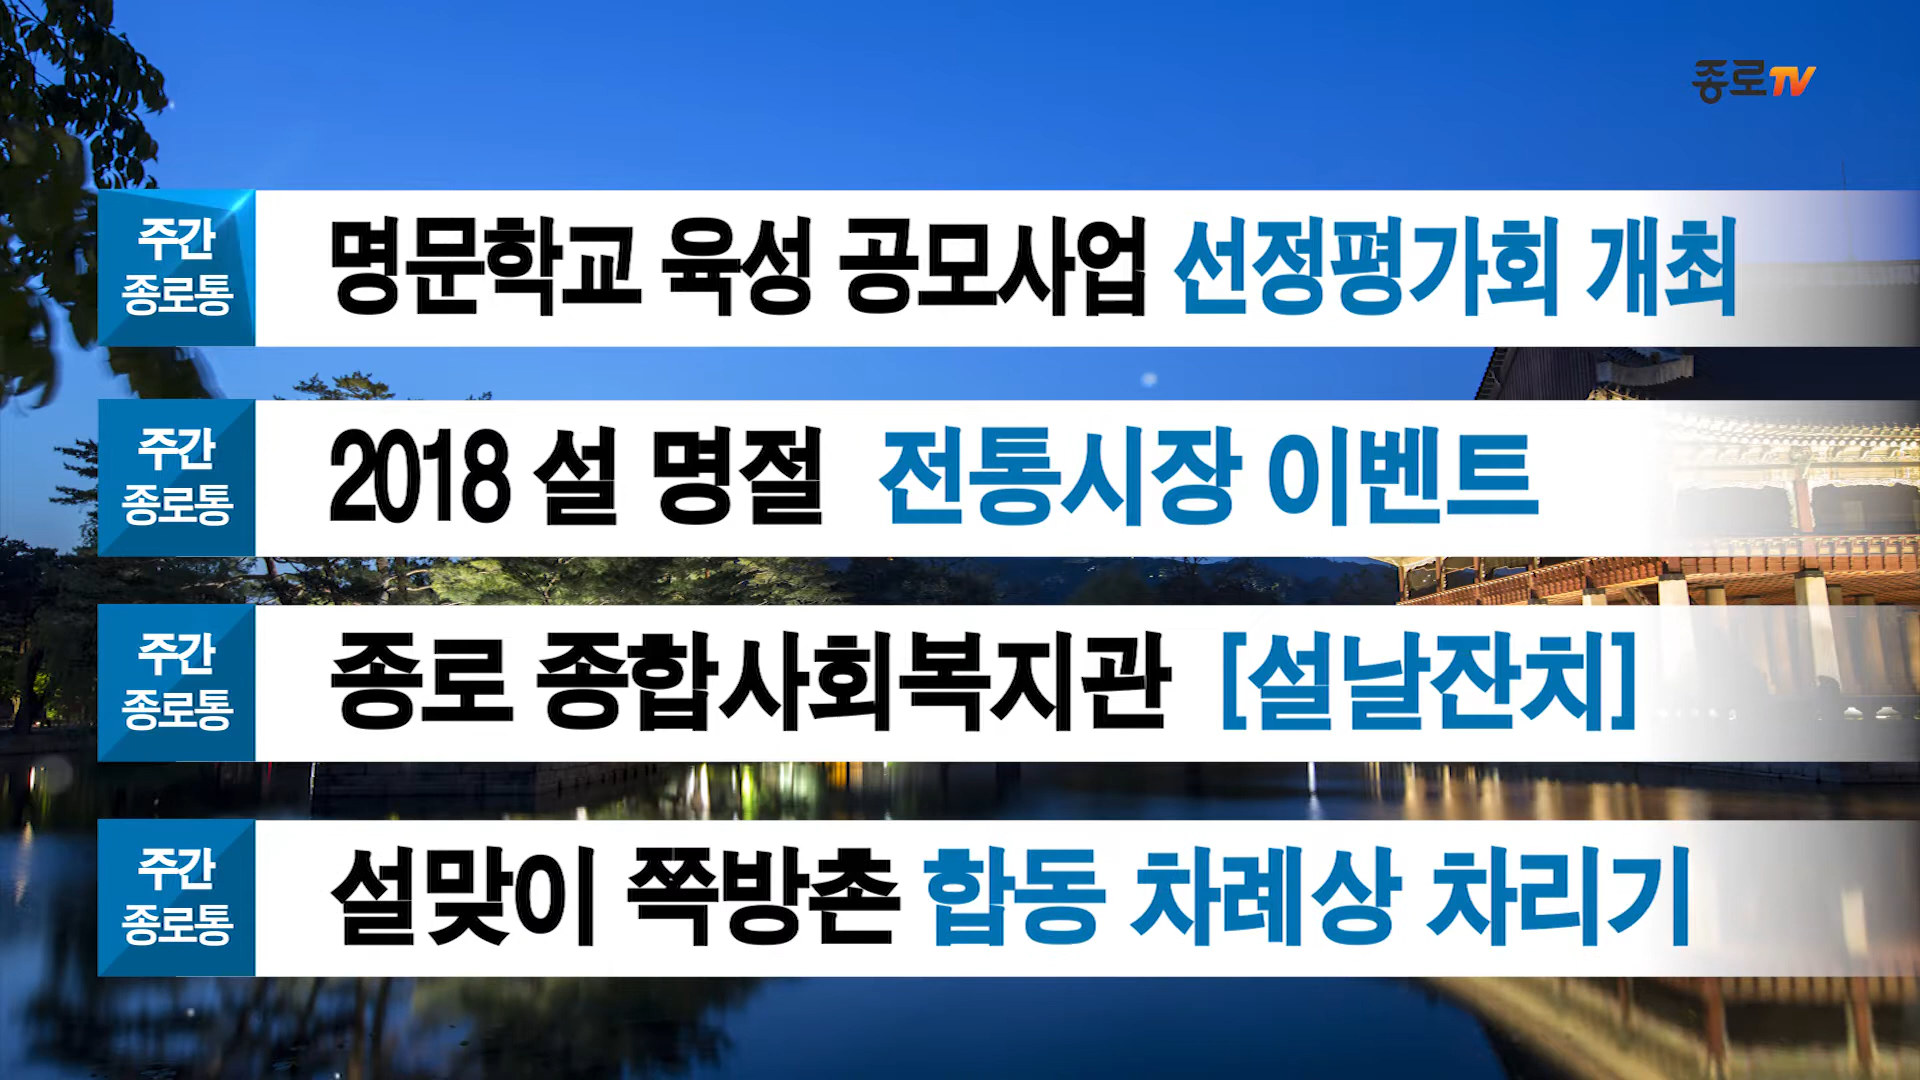 종로TV
주간
종로통
명문학교 육성 공모사업 선정평가회 개최
주간
종로통
2018 설 명절 전통시장 이벤트
주간
종로통
종로 종합사회복지관 [설날잔치]
주간
종로통
설맞이 쪽방촌 합동 차례상 차리기